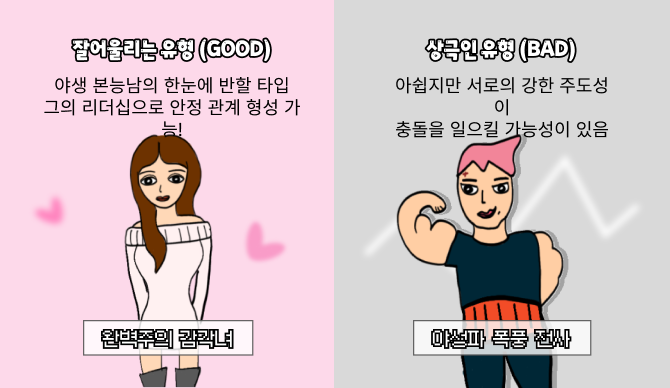 잘어울리는 유형 (GOOD)
야생 본능남의 한눈에 반할 타입
그의 리더십으로 안정 관계 형성 가
능!
완벽주의 감각녀
상극인 유형 (BAD)
아쉽지만 서로의 강한 주도성
이
충돌을 일으킬 가능성이 있음
야성파 폭풍 전사